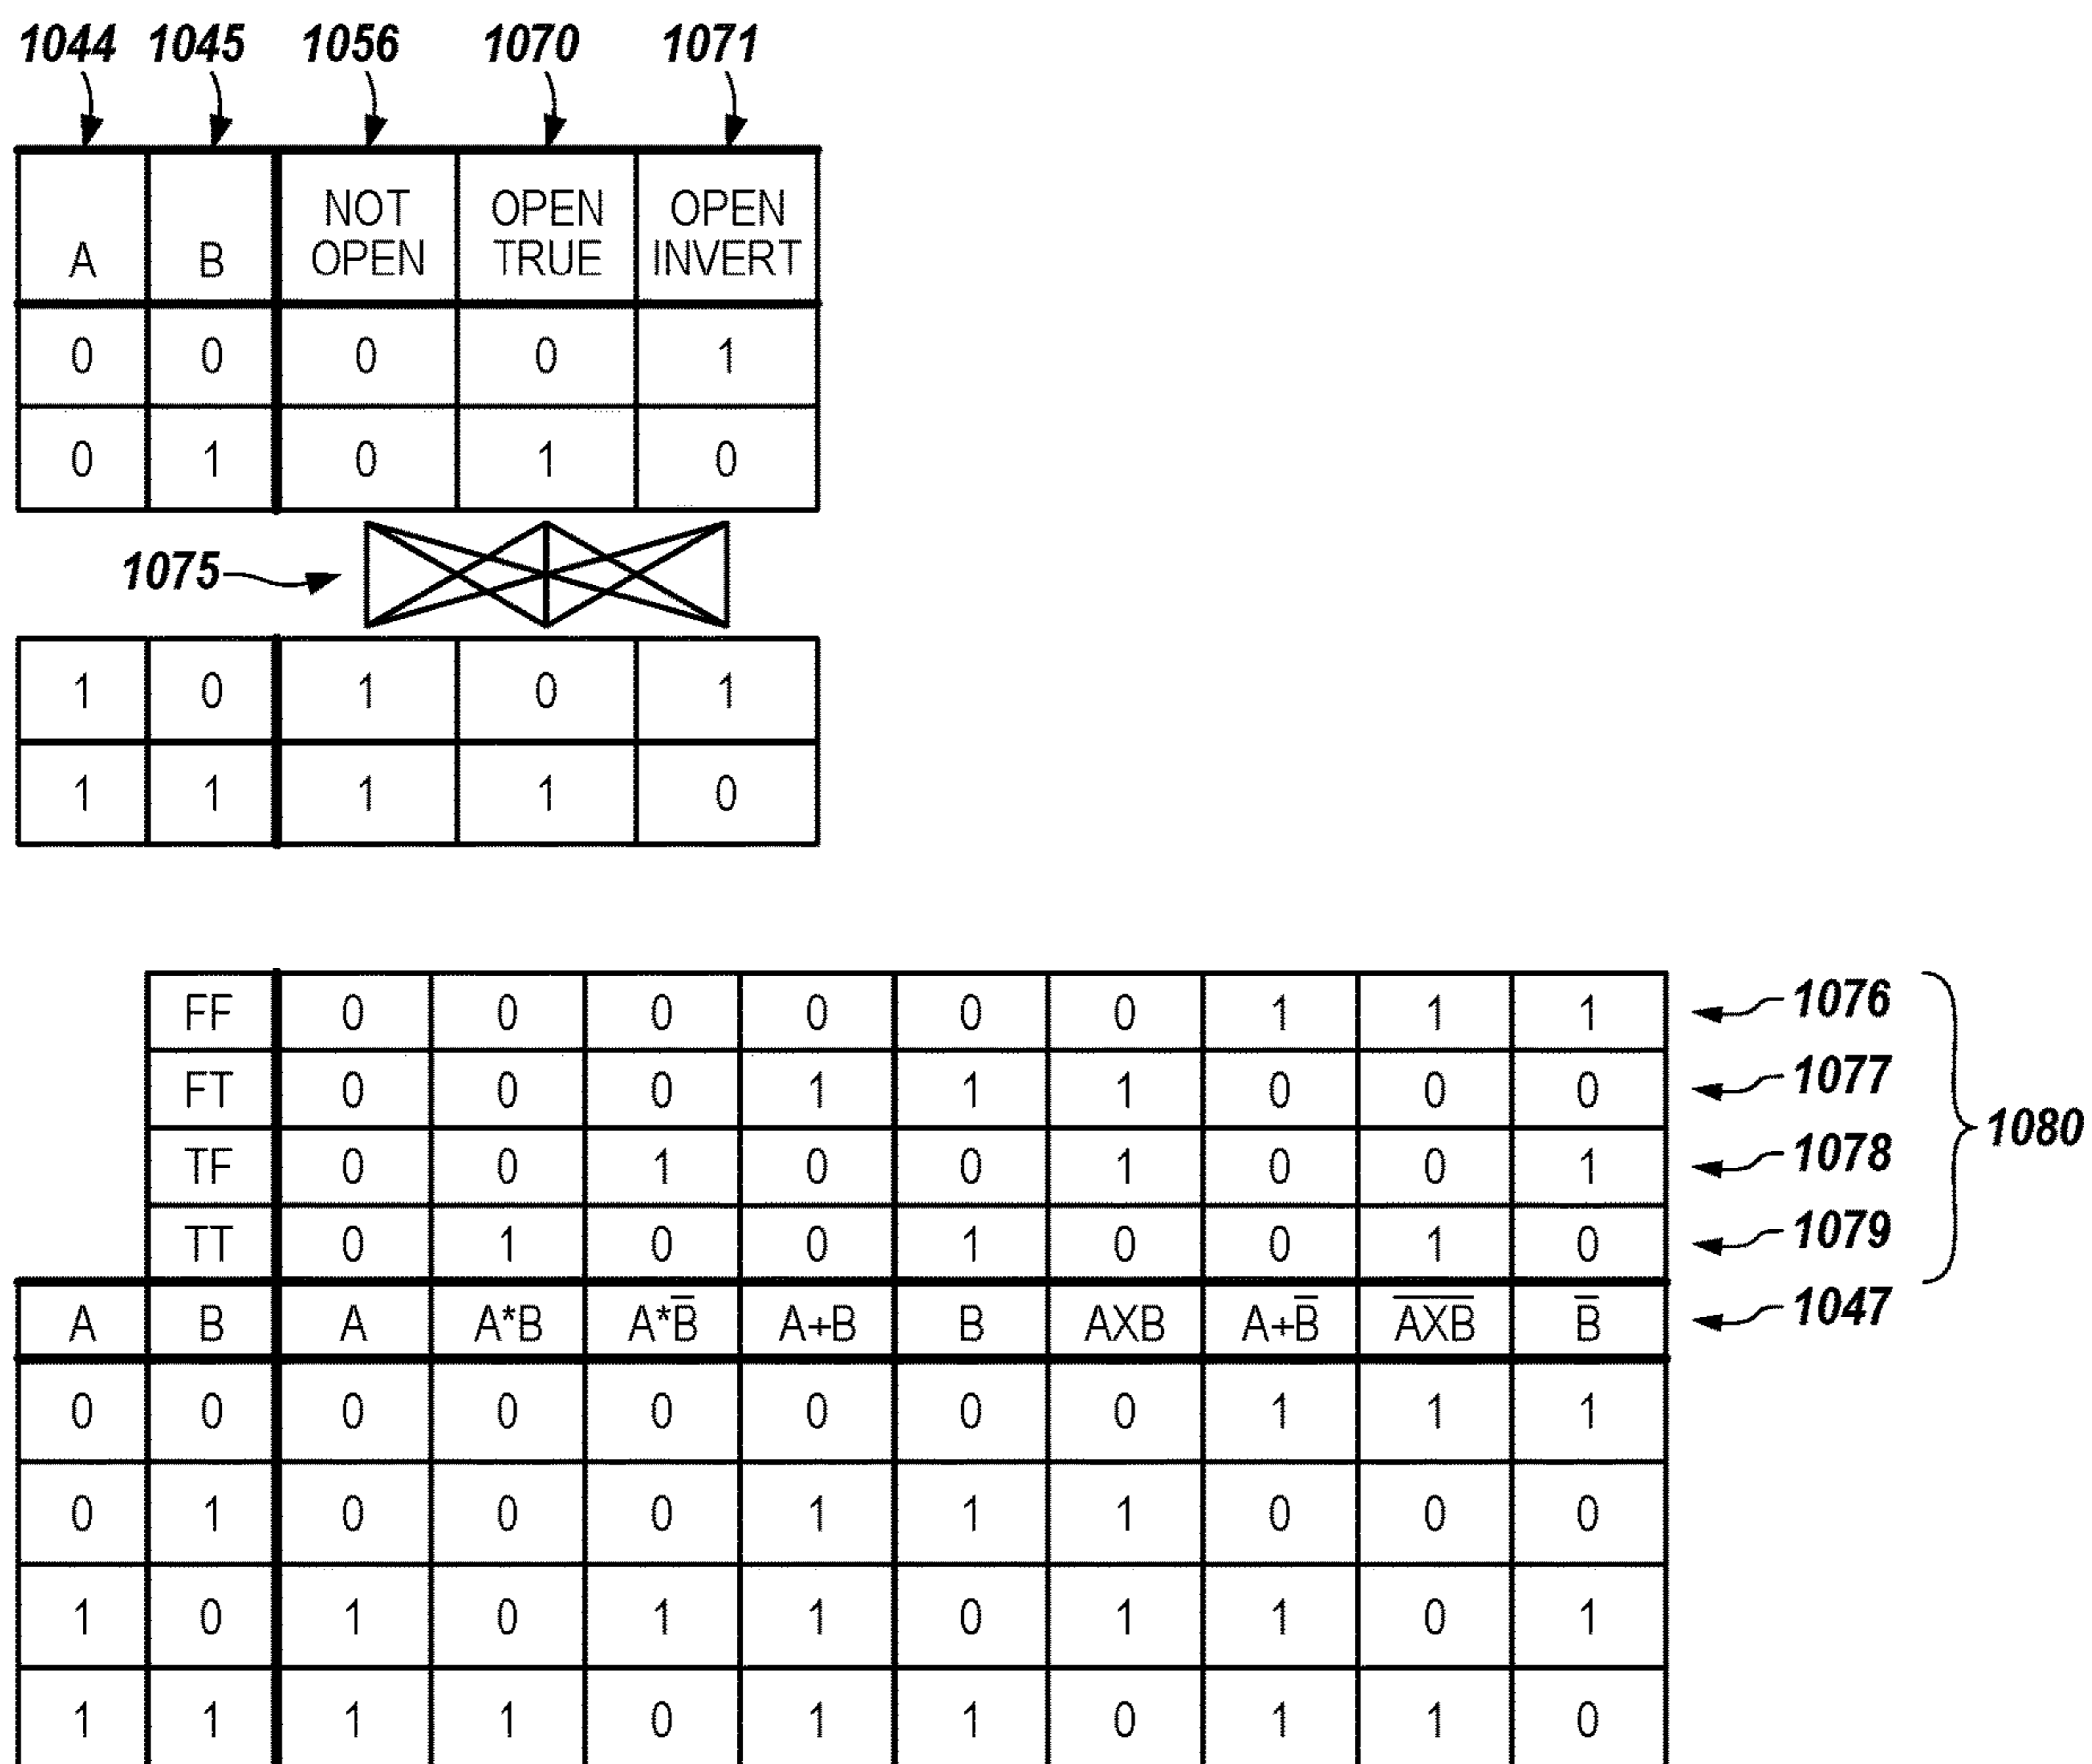 1044 1045 1056 1070 1071
A B NOT OPEN OPEN TRUE OPEN INVERT
0 0 0 0 1
0 1 0 1 0
1075
1 0 1 0 1
1 1 1 1 0
FF 0 0 0 0 0 0 1 1 1 1076
FT 0 0 0 1 1 1 0 0 0 1077
1080
TF 0 0 1 0 0 1 0 0 1 1078
TT 0 1 0 0 1 0 0 1 0 1079
A B A A*B A*B̅ A+B B AXB A+B̅ A̅X̅B̅ B̅ 1047
0 0 0 0 0 0 0 0 1 1 1
0 1 0 0 0 1 1 1 0 0 0
1 0 1 0 1 1 0 1 1 0 1
1 1 1 1 0 1 1 0 1 1 0